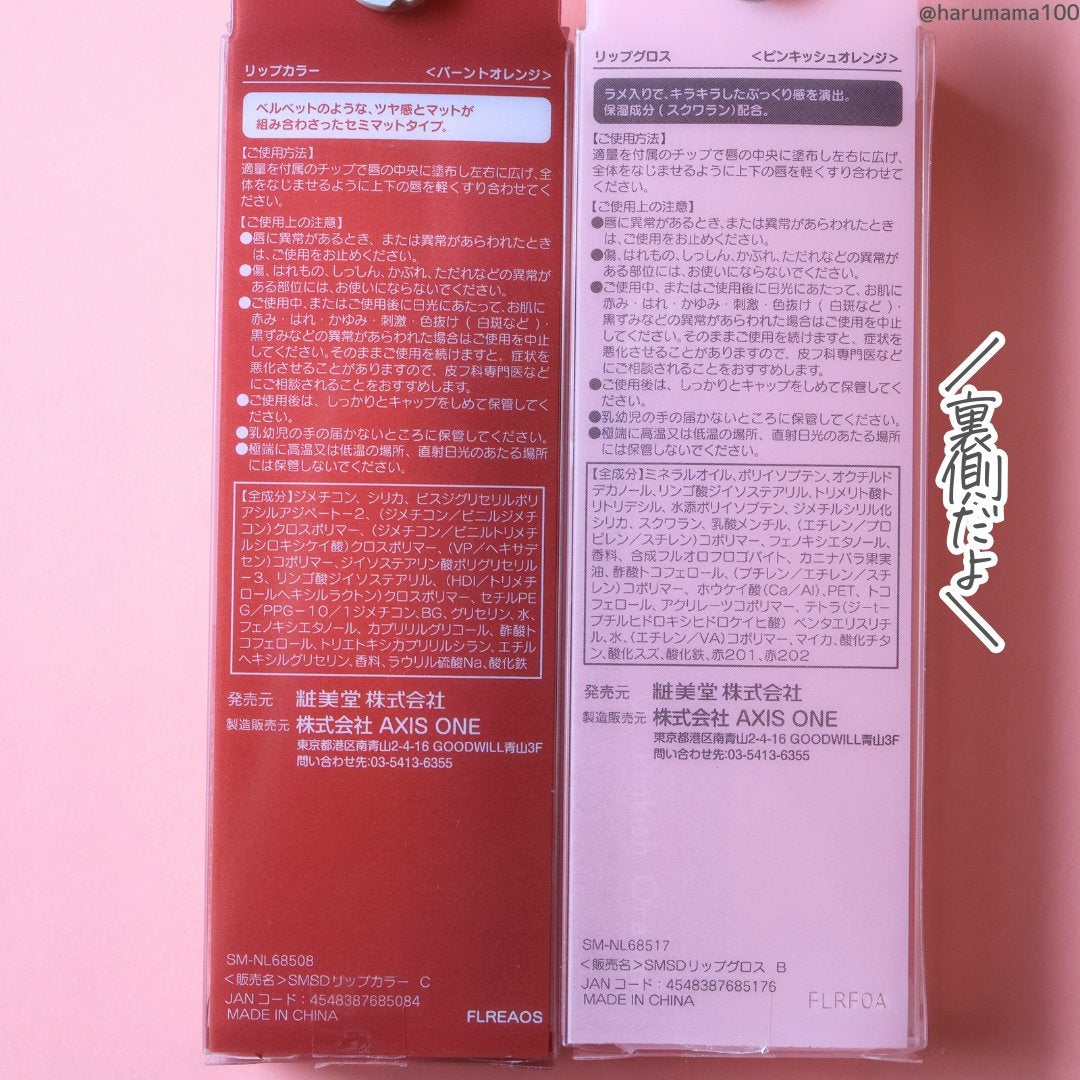 @harumama100
リップカラー <バーントオレンジ>
ベルベットのような、ツヤ感とマットが
組み合わさったセミマットタイプ。
【ご使用方法】
適量を付属のチップで唇の中央に塗布し左右に広げ、全
体をなじませるように上下の唇を軽くすり合わせてく
ださい。
【ご使用上の注意】
●唇に異常があるとき、または異常があらわれたとき
は、ご使用をお止めください。
●傷、はれもの、しっしん、かぶれ、ただれなどの異常が
ある部位には、お使いにならないでください。
●ご使用中、またはご使用後に日光にあたって、お肌に
赤み・はれ・かゆみ・刺激・色抜け(白斑など)・
黒ずみなどの異常があらわれた場合はご使用を中止
してください。そのままご使用を続けますと、症状を
悪化させることがありますので、皮フ科専門医など
にご相談されることをおすすめします。
●ご使用後は、しっかりとキャップをしめて保管してく
ださい。
●乳幼児の手の届かないところに保管してください。
●極端に高温又は低温の場所、直射日光のあたる場所
には保管しないでください。
【全成分】ジメチコン、シリカ、ビスジグリセリルポリ
アシルアジペート-2、(ジメチコン/ビニルジメチ
コン)クロスポリマー、(ジメチコン/ビニルトリメチ
ルシロキシケイ酸)クロスポリマー、(VP/ヘキサデ
セン)コポリマー、ジイソステアリン酸ポリグリセリル
-3、リンゴ酸ジイソステアリル、(HDI/トリメチ
ロールヘキシルラクトン)クロスポリマー、セチルPE
G/PPG-10/1ジメチコン、BG、グリセリン、水、
フェノキシエタノール、カプリリルグリコール、酢酸ト
コフェロール、トリエトキシカプリリルシラン、エチル
ヘキシルグリセリン、香料、ラウリル硫酸Na、酸化鉄
発売元 粧美堂 株式会社
製造販売元 株式会社 AXIS ONE
東京都港区南青山2-4-16 GOODWILL青山3F
問い合わせ先:03-5413-6355
SM-NL68508
<販売名>SMSDリップカラー C
JANコード:4548387685084
MADE IN CHINA
FLREAOS
リップグロス <ピンキッシュオレンジ>
ラメ入りで、キラキラしたぷっくり感を演出。
保湿成分(スクワラン)配合。
【ご使用方法】
適量を付属のチップで唇の中央に塗布し左右に広げ、
全体をなじませるように上下の唇を軽くすり合わせて
ください。
【ご使用上の注意】
●唇に異常があるとき、または異常があらわれたとき
は、ご使用をお止めください。
●傷、はれもの、しっしん、かぶれ、ただれなどの異常が
ある部位には、お使いにならないでください。
●ご使用中、またはご使用後に日光にあたって、お肌に
赤み・はれ・かゆみ・刺激・色抜け(白斑など)・
黒ずみなどの異常があらわれた場合はご使用を中止
してください。そのままご使用を続けますと、症状を
悪化させることがありますので、皮フ科専門医など
にご相談されることをおすすめします。
●ご使用後は、しっかりとキャップをしめて保管してくださ
い。
●乳幼児の手の届かないところに保管してください。
●極端に高温又は低温の場所、直射日光のあたる場所
には保管しないでください。
【全成分】ミネラルオイル、ポリイソブテン、オクチルド
デカノール、リンゴ酸ジイソステアリル、トリメリト酸ト
リトリデシル、水添ポリイソブテン、ジメチルシリル化
シリカ、スクワラン、乳酸メンチル、(エチレン/プロ
ピレン/スチレン)コポリマー、フェノキシエタノール、
香料、合成フルオロフロゴパイト、カニナバラ果実
油、酢酸トコフェロール、(ブチレン/エチレン/スチ
レン)コポリマー、ホウケイ酸(Ca/Al)、PET、トコ
フェロール、アクリレーツコポリマー、テトラ(ジ-t-
ブチルヒドロキシヒドロケイヒ酸)ペンタエリスリチ
ル、水、(エチレン/VA)コポリマー、マイカ、酸化チタ
ン、酸化スズ、酸化鉄、赤201、赤202
発売元 粧美堂 株式会社
製造販売元 株式会社 AXIS ONE
東京都港区南青山2-4-16 GOODWILL青山3F
問い合わせ先:03-5413-6355
SM-NL68517
<販売名>SMSDリップグロス B
JANコード:4548387685176
MADE IN CHINA
FLRF0A
裏側だよ